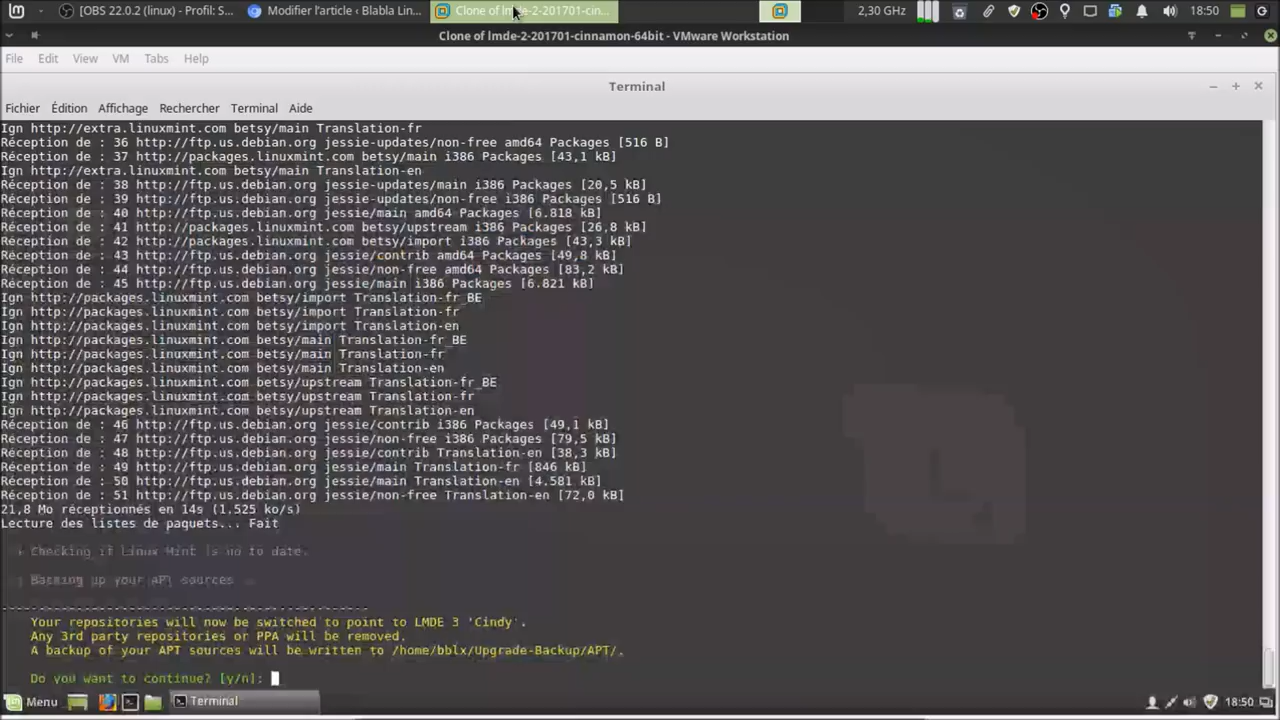 [OBS 22.0.2 (linux) - Profil: S...
Modifier l'article ‹ Blabla Lin...
Clone of lmde-2-201701-cin...
2,30 GHz
18:50
Clone of lmde-2-201701-cinnamon-64bit - VMware Workstation
File Edit View VM Tabs Help
Terminal
Fichier Édition Affichage Rechercher Terminal Aide
Ign http://extra.linuxmint.com betsy/main Translation-fr
Réception de : 36 http://ftp.us.debian.org jessie-updates/non-free amd64 Packages [516 B]
Réception de : 37 http://packages.linuxmint.com betsy/main i386 Packages [43,1 kB]
Ign http://extra.linuxmint.com betsy/main Translation-en
Réception de : 38 http://ftp.us.debian.org jessie-updates/main i386 Packages [20,5 kB]
Réception de : 39 http://ftp.us.debian.org jessie-updates/non-free i386 Packages [516 B]
Réception de : 40 http://ftp.us.debian.org jessie/main amd64 Packages [6.818 kB]
Réception de : 41 http://packages.linuxmint.com betsy/upstream i386 Packages [26,8 kB]
Réception de : 42 http://packages.linuxmint.com betsy/import i386 Packages [43,3 kB]
Réception de : 43 http://ftp.us.debian.org jessie/contrib amd64 Packages [49,8 kB]
Réception de : 44 http://ftp.us.debian.org jessie/non-free amd64 Packages [83,2 kB]
Réception de : 45 http://ftp.us.debian.org jessie/main i386 Packages [6.821 kB]
Ign http://packages.linuxmint.com betsy/import Translation-fr_BE
Ign http://packages.linuxmint.com betsy/import Translation-fr
Ign http://packages.linuxmint.com betsy/import Translation-en
Ign http://packages.linuxmint.com betsy/main Translation-fr_BE
Ign http://packages.linuxmint.com betsy/main Translation-fr
Ign http://packages.linuxmint.com betsy/main Translation-en
Ign http://packages.linuxmint.com betsy/upstream Translation-fr_BE
Ign http://packages.linuxmint.com betsy/upstream Translation-fr
Ign http://packages.linuxmint.com betsy/upstream Translation-en
Réception de : 46 http://ftp.us.debian.org jessie/contrib i386 Packages [49,1 kB]
Réception de : 47 http://ftp.us.debian.org jessie/non-free i386 Packages [79,5 kB]
Réception de : 48 http://ftp.us.debian.org jessie/contrib Translation-en [38,3 kB]
Réception de : 49 http://ftp.us.debian.org jessie/main Translation-fr [846 kB]
Réception de : 50 http://ftp.us.debian.org jessie/main Translation-en [4.581 kB]
Réception de : 51 http://ftp.us.debian.org jessie/non-free Translation-en [72,0 kB]
21,8 Mo réceptionnés en 14s (1.525 ko/s)
Lecture des listes de paquets... Fait
+ Checking if Linux Mint is up to date.
Backing up your APT sources
-----------------------------------------------
Your repositories will now be switched to point to LMDE 3 'Cindy'.
Any 3rd party repositories or PPA will be removed.
A backup of your APT sources will be written to /home/bblx/Upgrade-Backup/APT/.
Do you want to continue? [y/n]:
Menu
Terminal
18:50